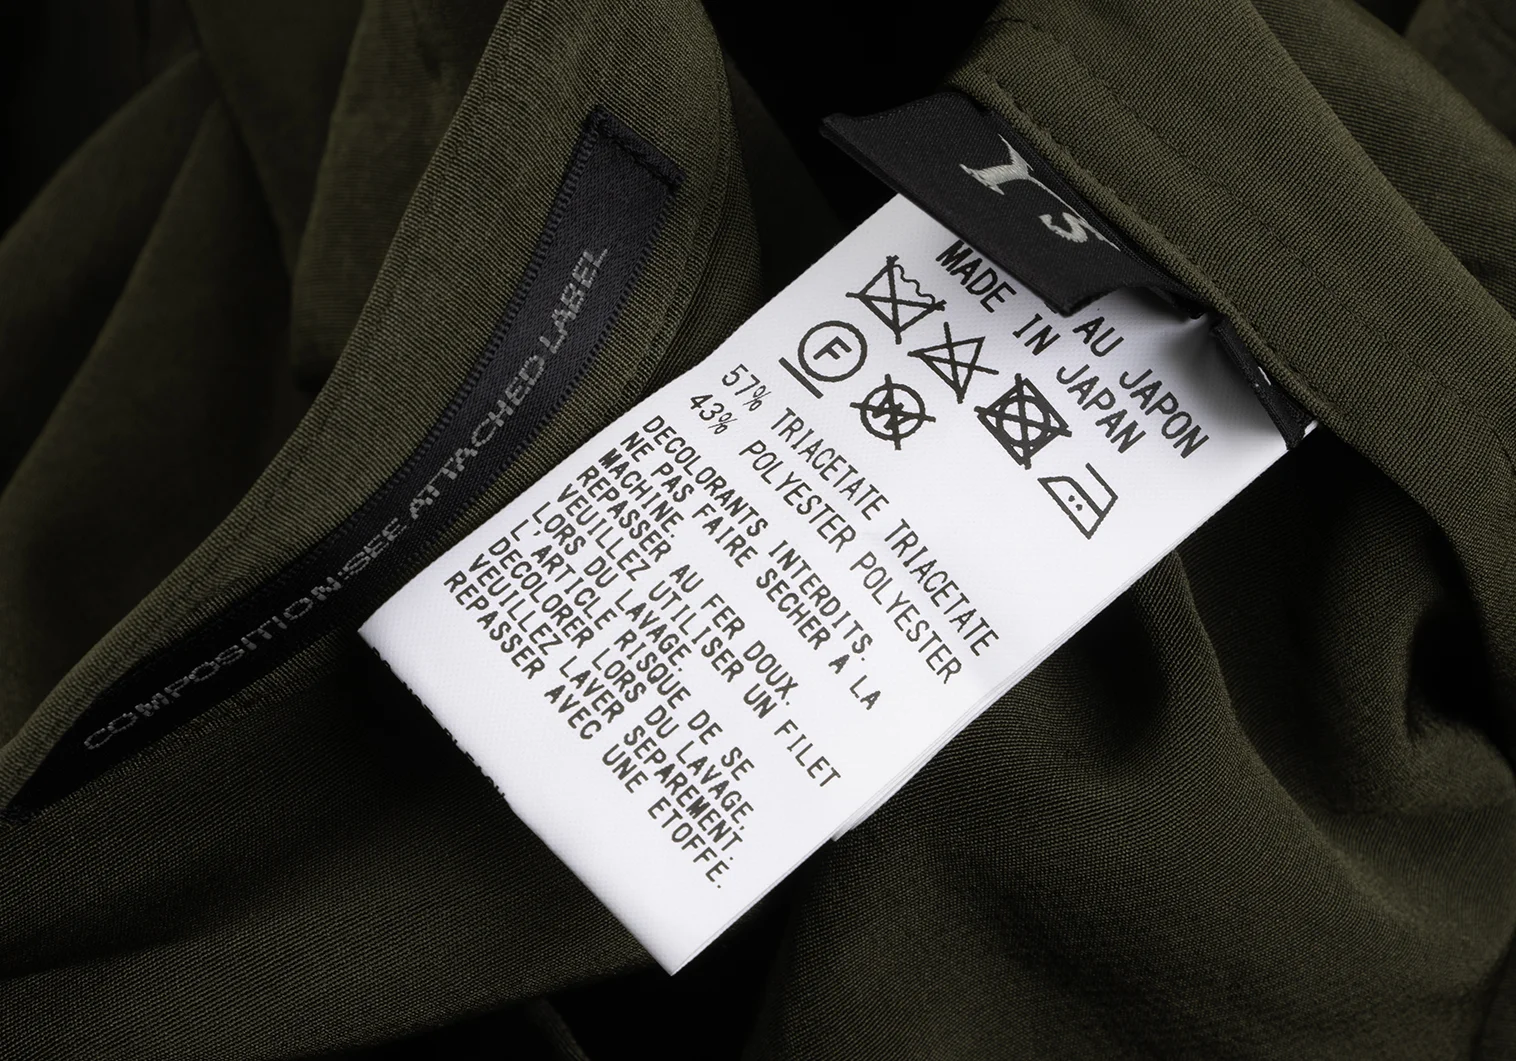 Y's
AU JAPON
MADE IN JAPAN
F
57% TRIACETATE TRIACETATE
43% POLYESTER POLYESTER
DECOLORANTS INTERDITS.
NE PAS FAIRE SECHER A LA
MACHINE.
REPASSER AU FER DOUX.
VEUILLEZ UTILISER UN FILET
LORS DU LAVAGE.
L'ARTICLE RISQUE DE SE
DECOLORER LORS DU LAVAGE,
VEUILLEZ LAVER SEPAREMENT.
REPASSER AVEC UNE ETOFFE.
COMPOSITION:SEE ATTACHED LABEL